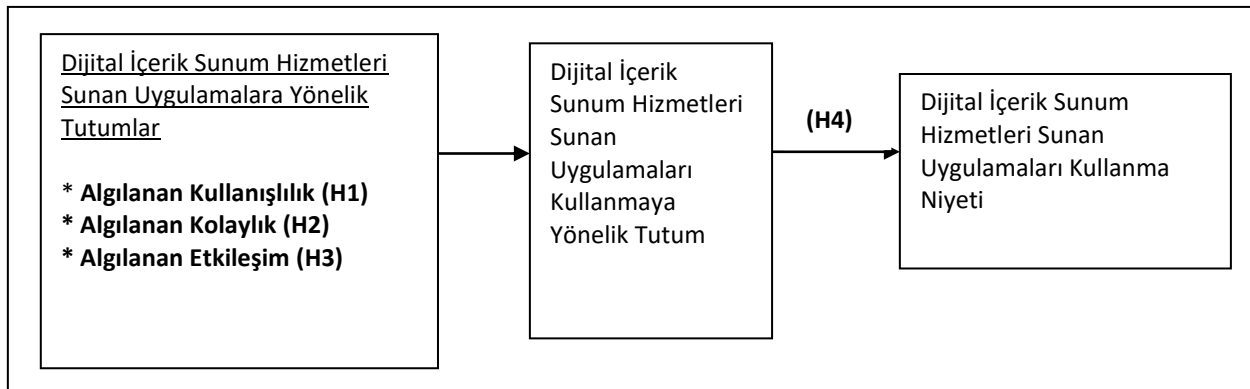 Dijital İçerik Sunum Hizmetleri
Sunan Uygulamalara Yönelik
Tutumlar
* Algılanan Kullanışlılık (H1)
* Algılanan Kolaylık (H2)
* Algılanan Etkileşim (H3)
Dijital İçerik
Sunum Hizmetleri
Sunan
Uygulamaları
Kullanmaya
Yönelik Tutum
(H4)
Dijital İçerik Sunum
Hizmetleri Sunan
Uygulamaları Kullanma
Niyeti